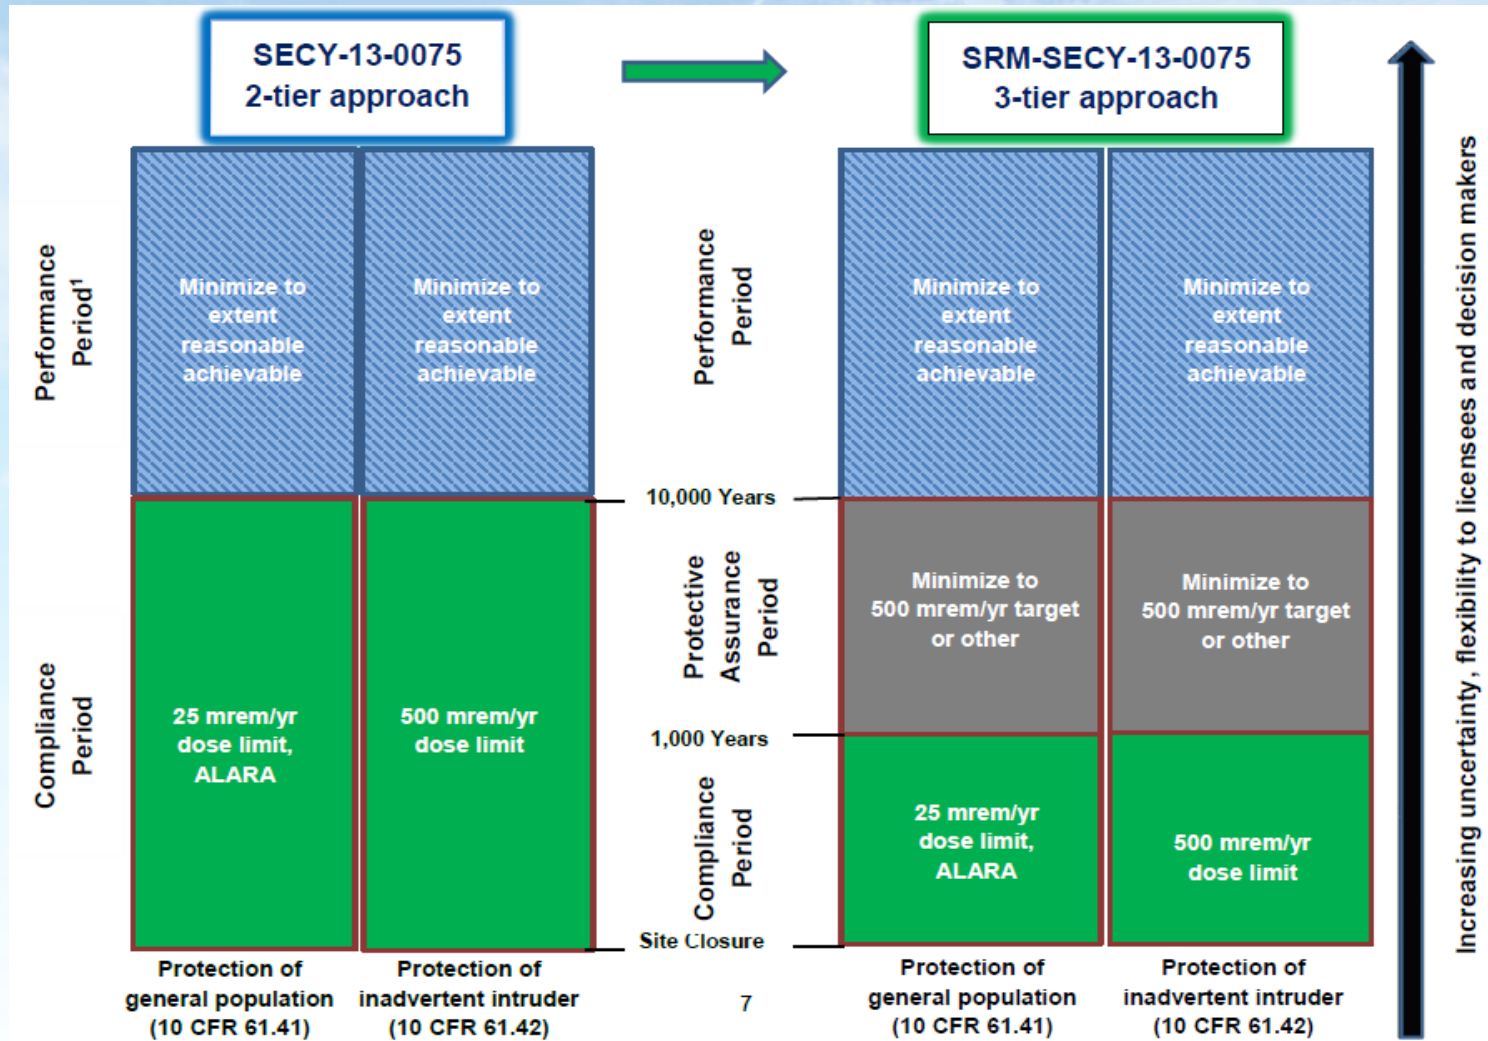 SECY-13-0075
2-tier approach
SRM-SECY-13-0075
3-tier approach
Performance
Period¹
Minimize to
extent
reasonable
achievable
Minimize to
extent
reasonable
achievable
Compliance
Period
25 mrem/yr
dose limit,
ALARA
500 mrem/yr
dose limit
Protection of
general population
(10 CFR 61.41)
Protection of
inadvertent intruder
(10 CFR 61.42)
Performance
Period
10,000 Years
Protective
Assurance
Period
1,000 Years
Compliance
Period
Site Closure
7
Minimize to
extent
reasonable
achievable
Minimize to
extent
reasonable
achievable
Minimize to
500 mrem/yr target
or other
Minimize to
500 mrem/yr target
or other
25 mrem/yr
dose limit,
ALARA
500 mrem/yr
dose limit
Protection of
general population
(10 CFR 61.41)
Protection of
inadvertent intruder
(10 CFR 61.42)
Increasing uncertainty, flexibility to licensees and decision makers